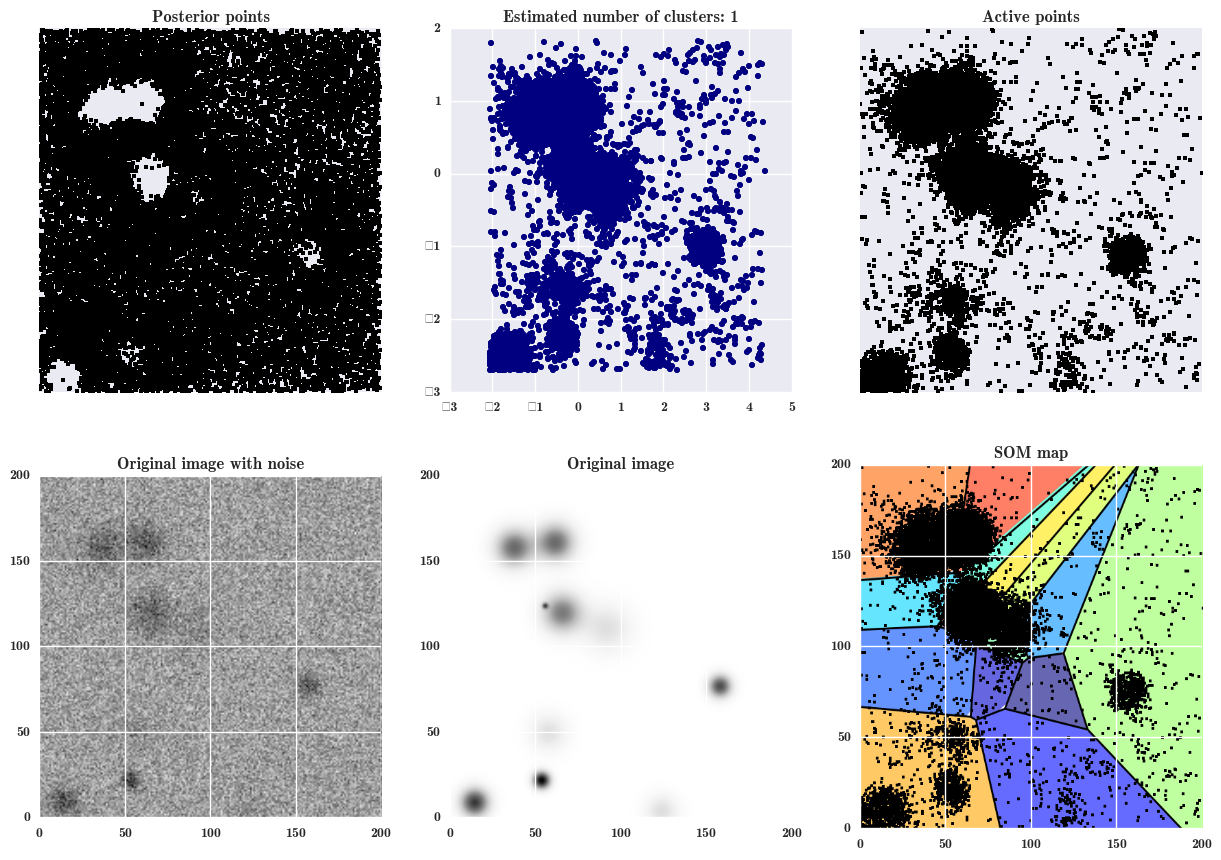 Posterior points
Estimated number of clusters: 1
Active points
2
1
0
□1
□2
□3
□3 □2 □1 0 1 2 3 4 5
Original image with noise
Original image
SOM map
200
150
100
50
0
0 50 100 150 200
200
150
100
50
0
0 50 100 150 200
200
150
100
50
0
0 50 100 150 200